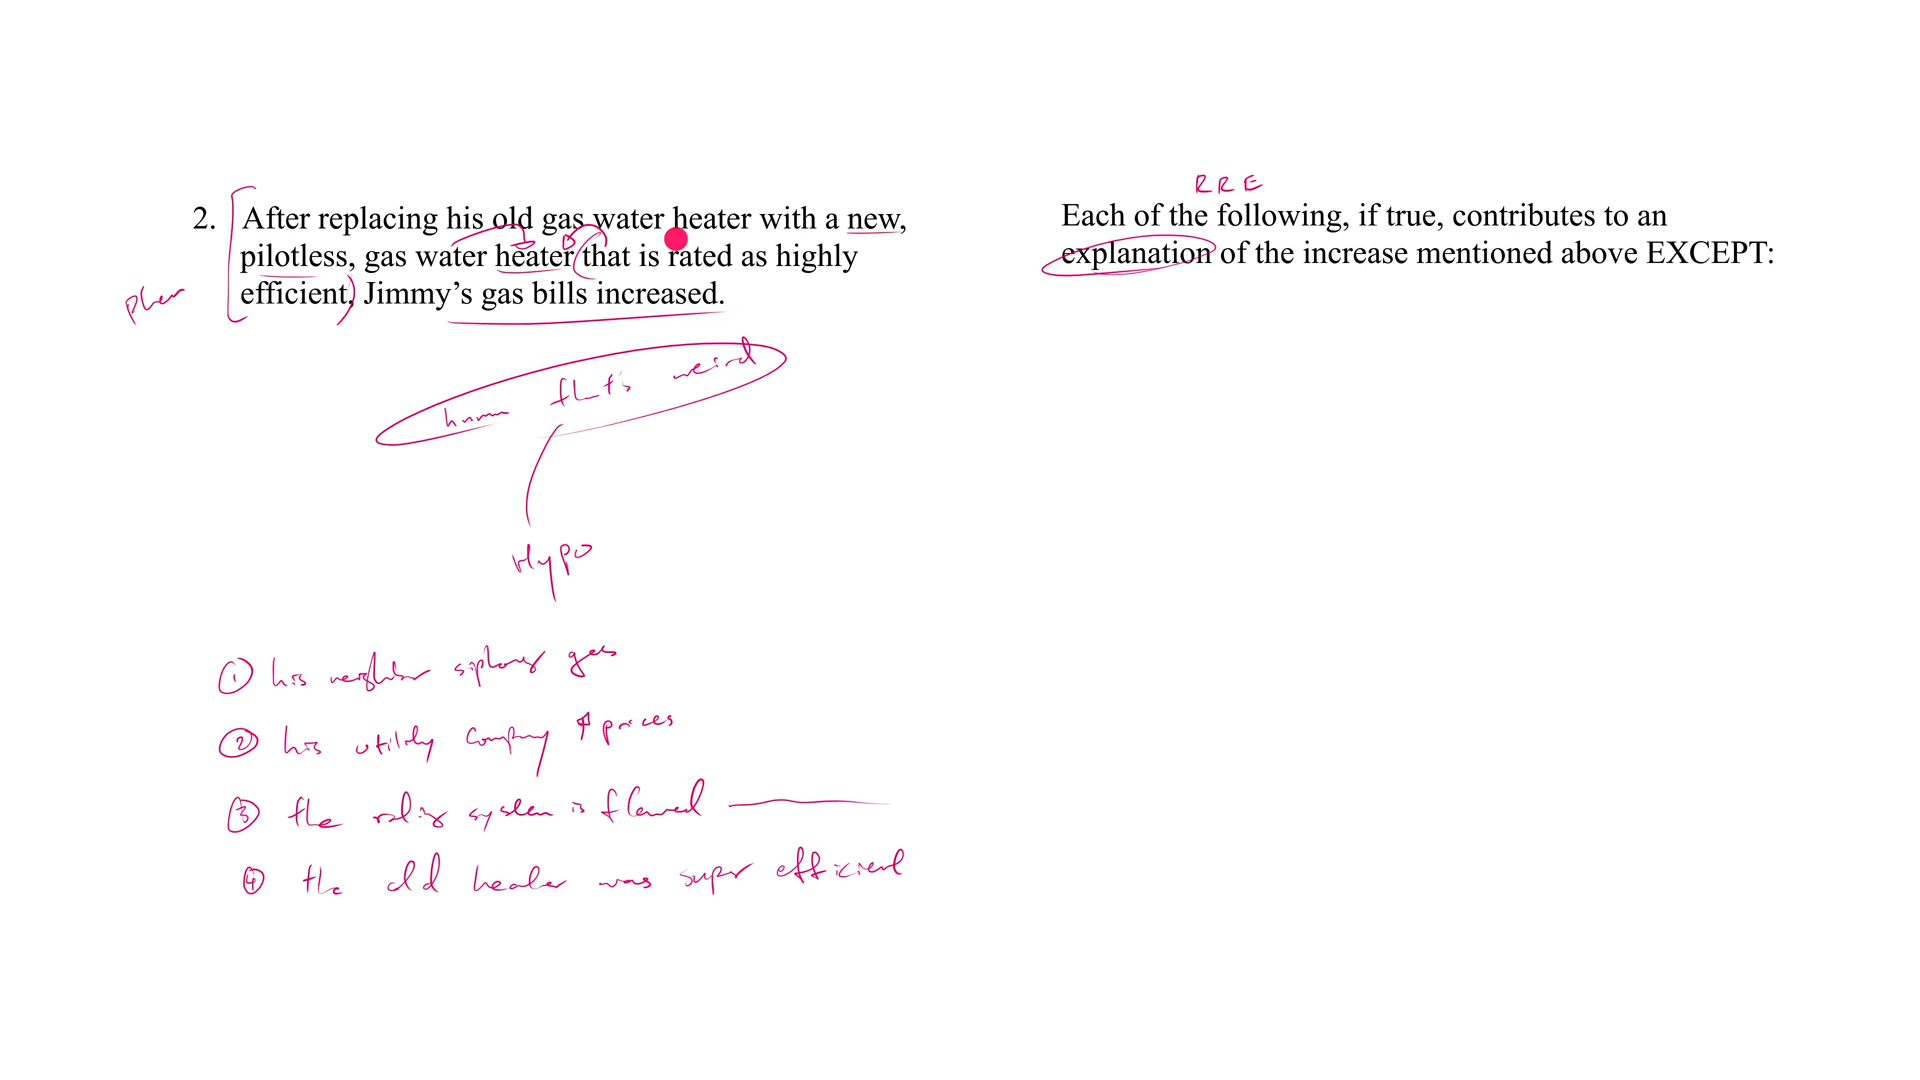 2. After replacing his old gas water heater with a new,
pilotless, gas water heater that is rated as highly
efficient, Jimmy’s gas bills increased.
phen
hmm that's weird
Hypo
① his neighbor siphons gas
② his utility company ↑ prices
③ the rating system is flawed
④ the old heater was super efficient
RRE
Each of the following, if true, contributes to an
explanation of the increase mentioned above EXCEPT: